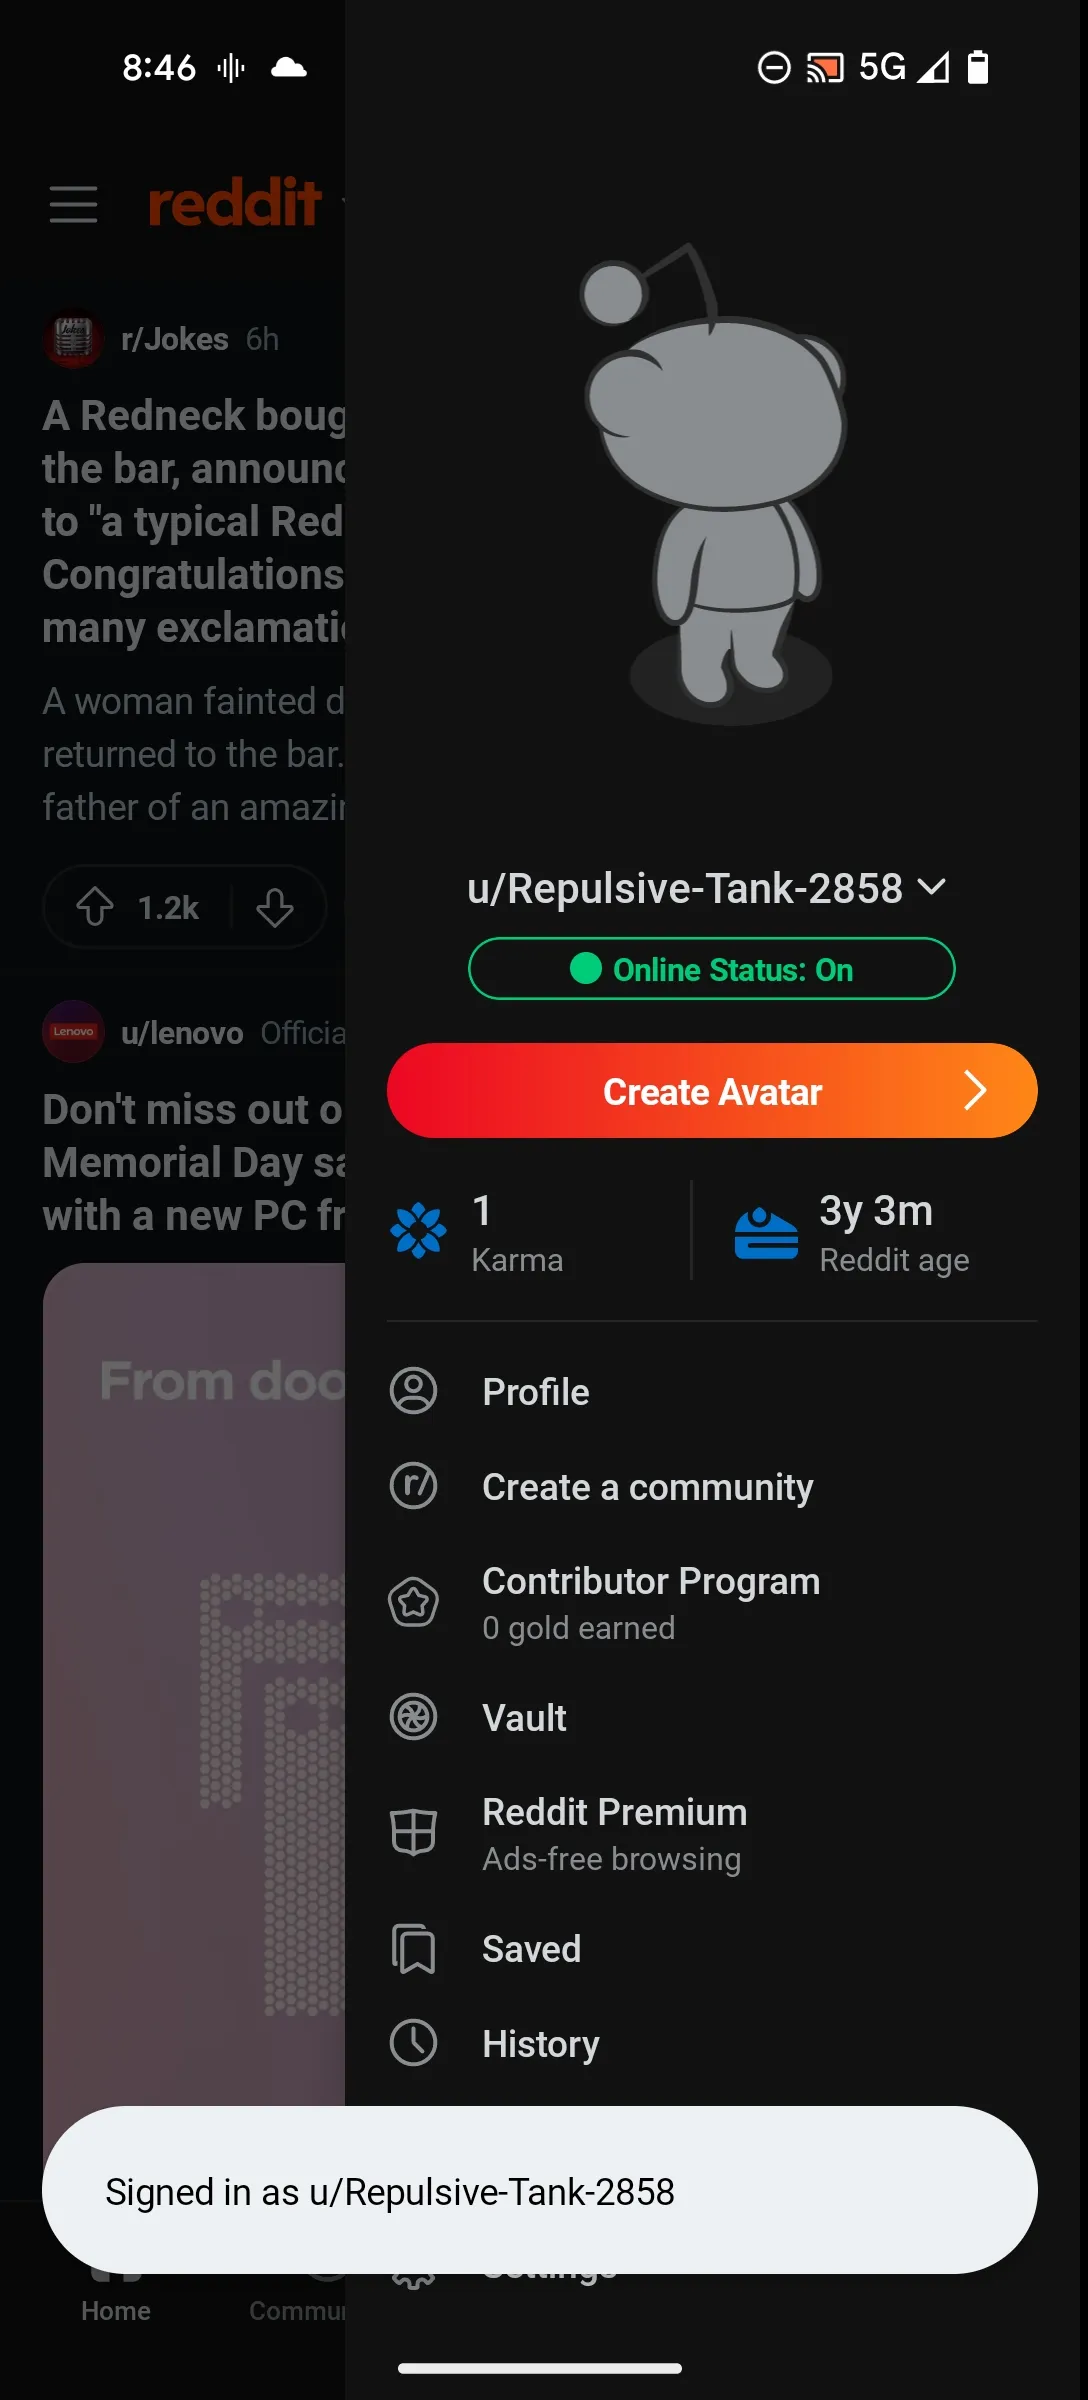 8:46
5G
reddit
r/Jokes 6h
A Redneck boug
the bar, announc
to "a typical Red
Congratulations
many exclamati
A woman fainted d
returned to the bar.
father of an amazi
1.2k
Lenovo
u/lenovo Officia
Don't miss out o
Memorial Day sa
with a new PC fr
From doo
Home
Commu
u/Repulsive-Tank-2858
Online Status: On
Create Avatar
1
Karma
3y 3m
Reddit age
Profile
r/
Create a community
Contributor Program
0 gold earned
Vault
Reddit Premium
Ads-free browsing
Saved
History
Signed in as u/Repulsive-Tank-2858
Settings